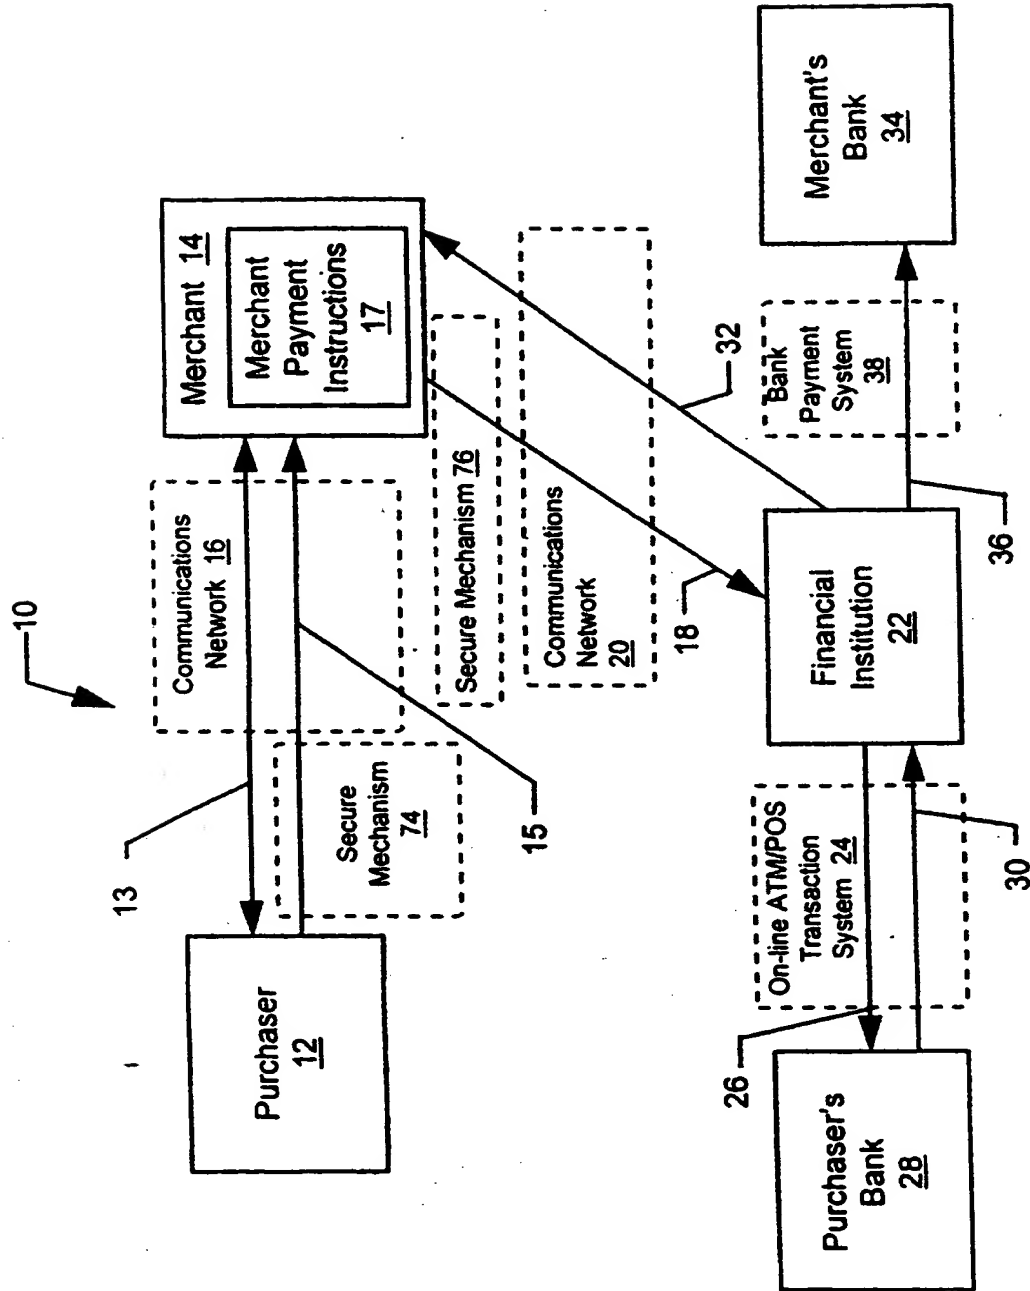 10
13
Communications
Network 16
Merchant 14
Merchant
Payment
Instructions
17
Purchaser
12
Secure
Mechanism
74
15
Secure Mechanism 76
Communications
Network
20
18
32
26
On-line ATM/POS
Transaction
System 24
30
Purchaser's
Bank
28
Financial
Institution
22
36
Bank
Payment
System
38
Merchant's
Bank
34